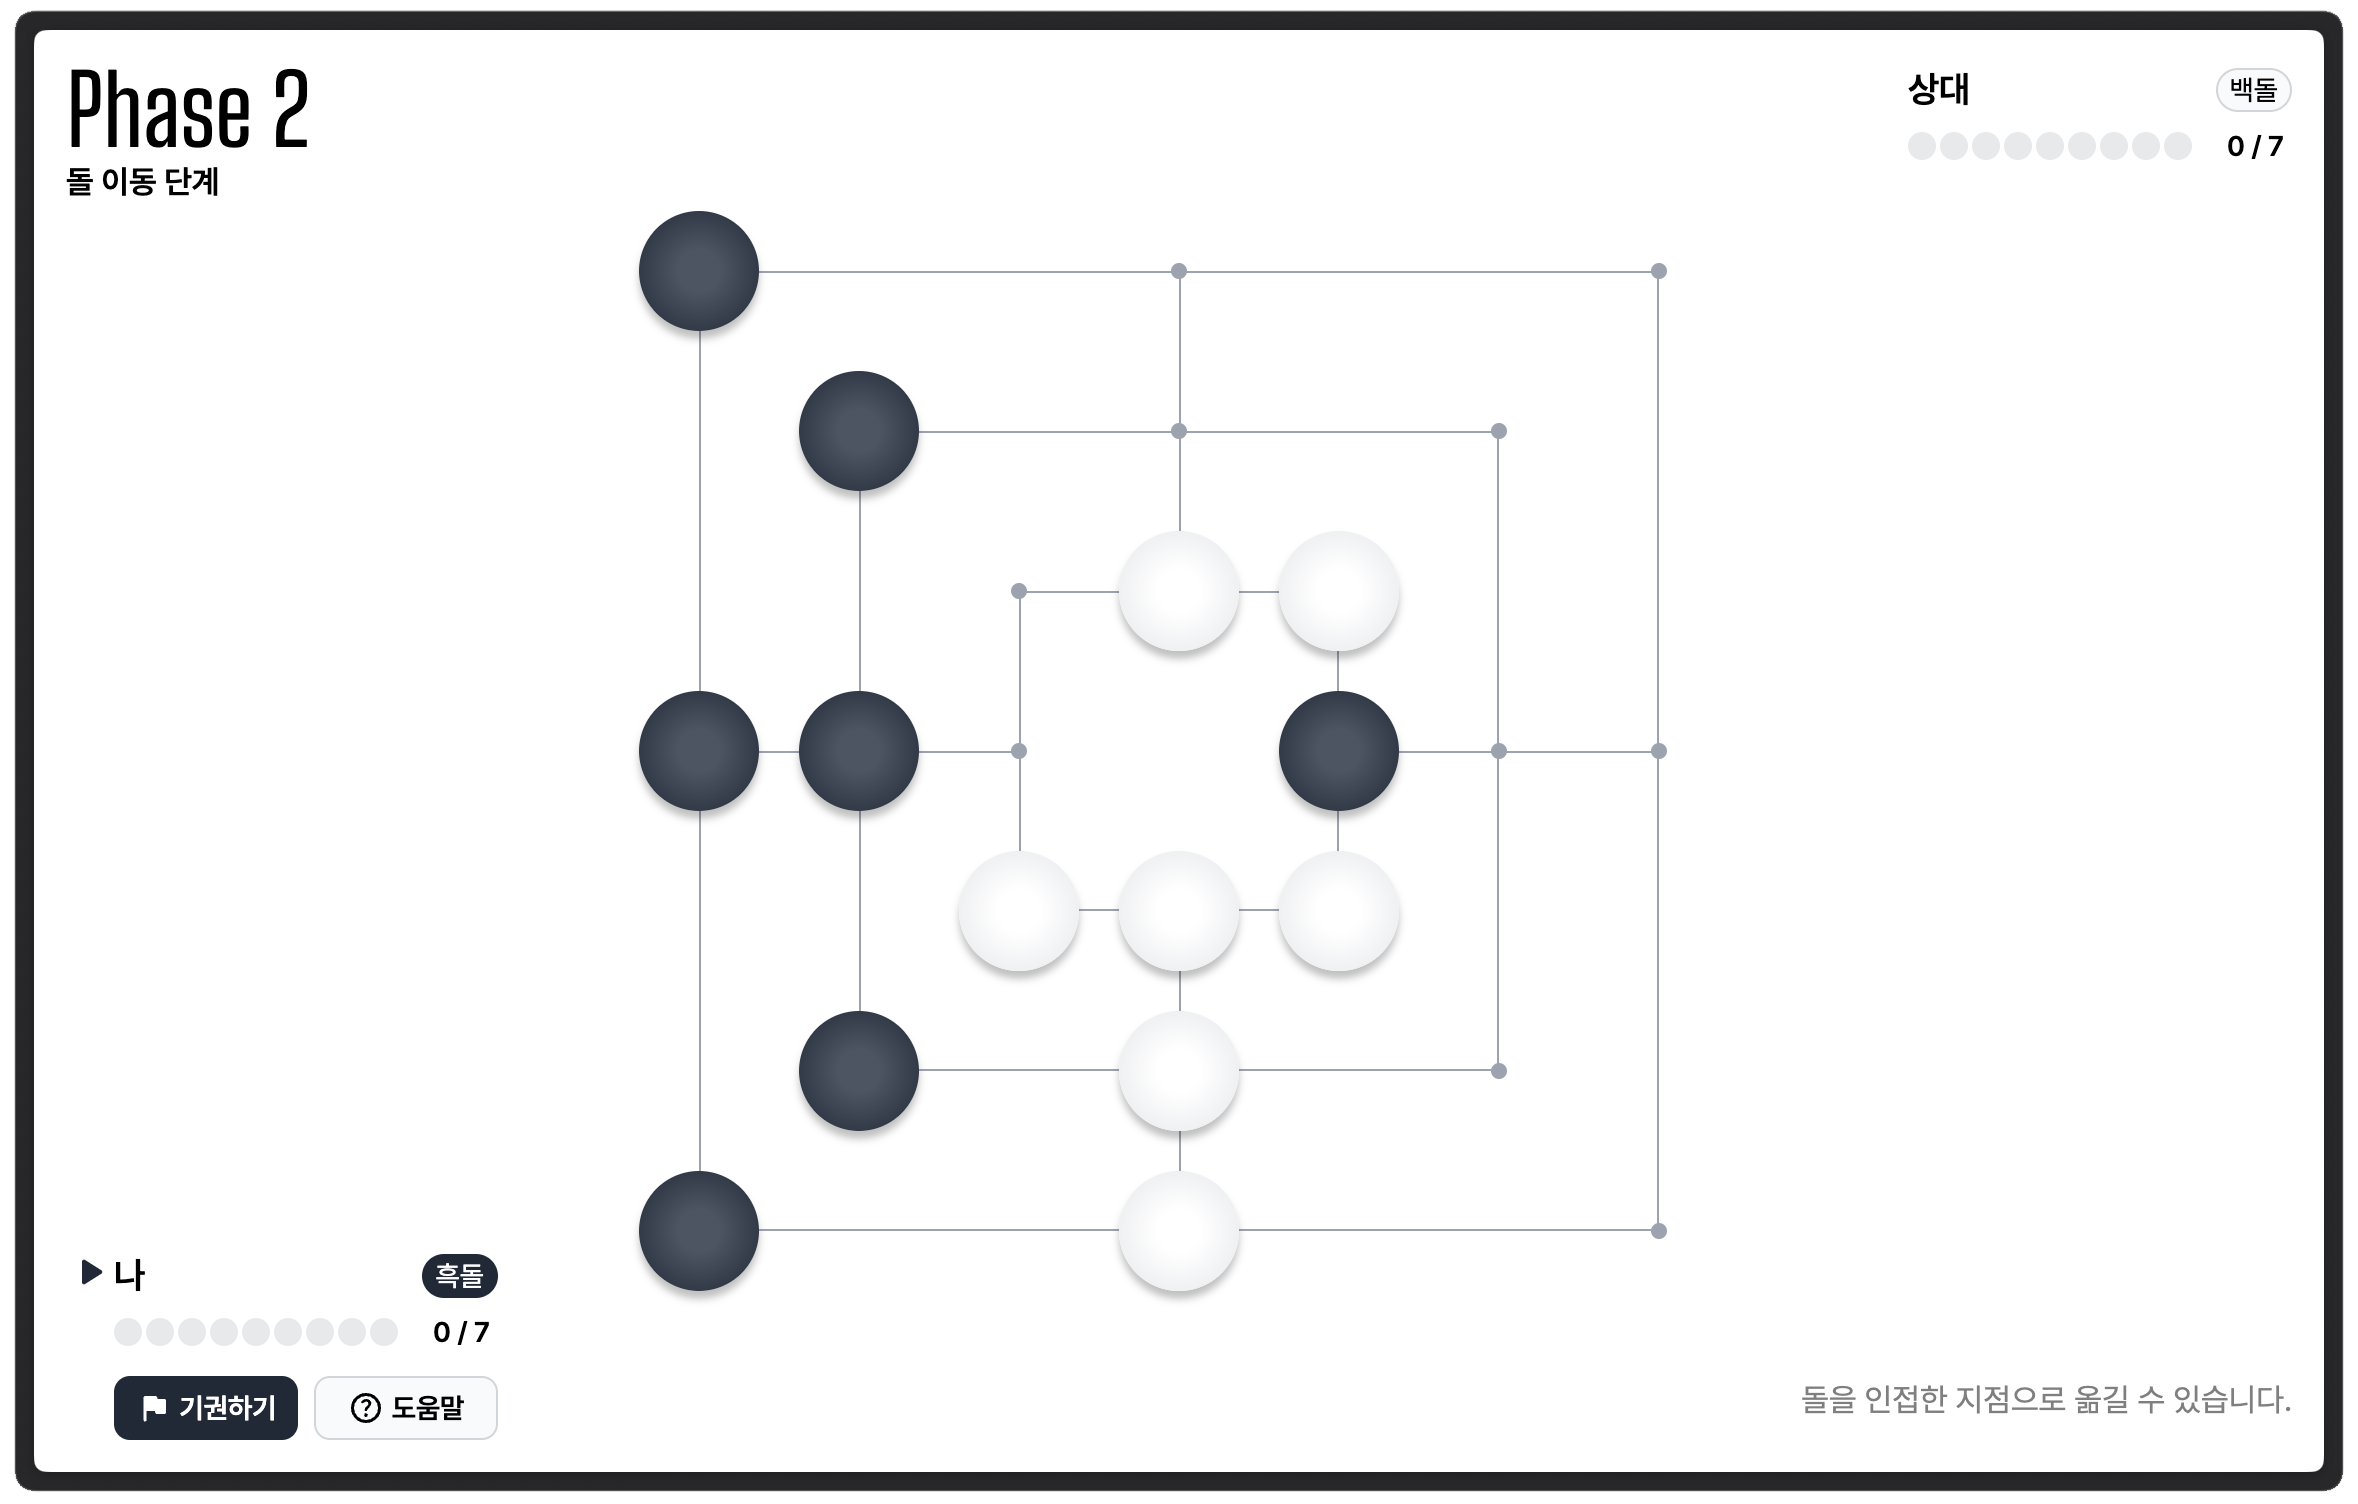 Phase 2
돌 이동 단계
상대 백돌
0 / 7
나 흑돌
0 / 7
기권하기 도움말
돌을 인접한 지점으로 옮길 수 있습니다.